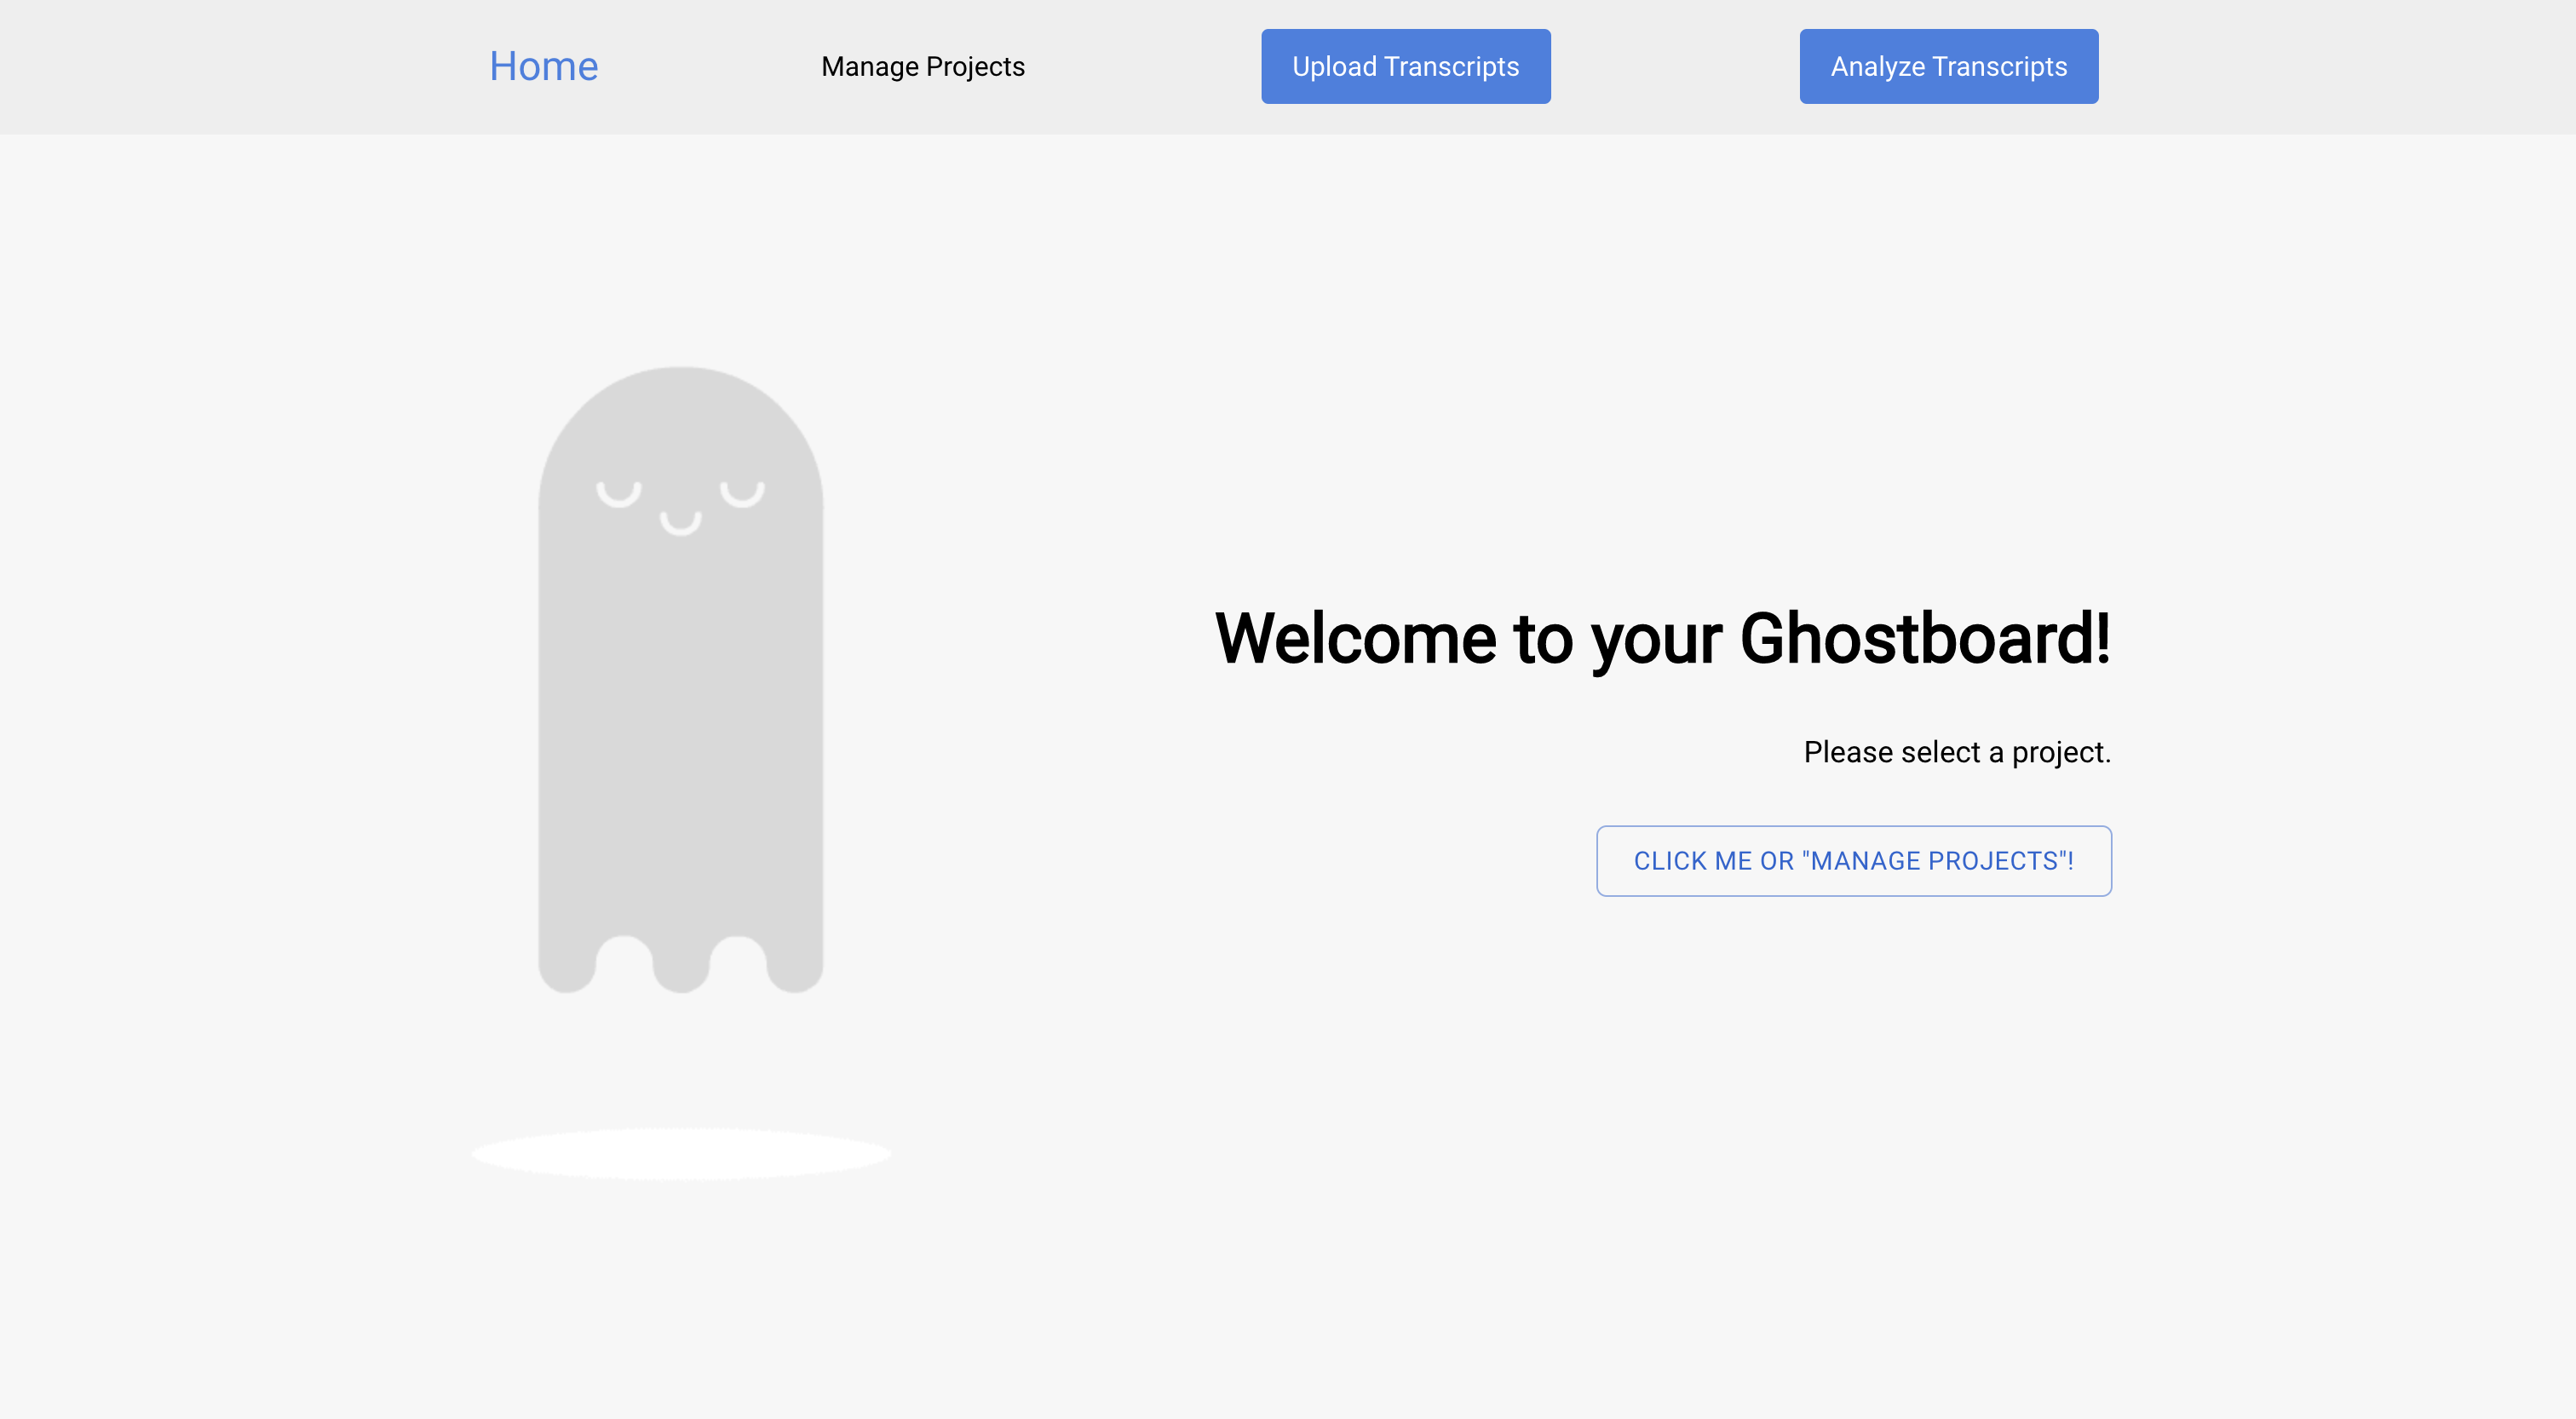 Home
Manage Projects
Upload Transcripts
Analyze Transcripts
Welcome to your Ghostboard!
Please select a project.
CLICK ME OR "MANAGE PROJECTS"!